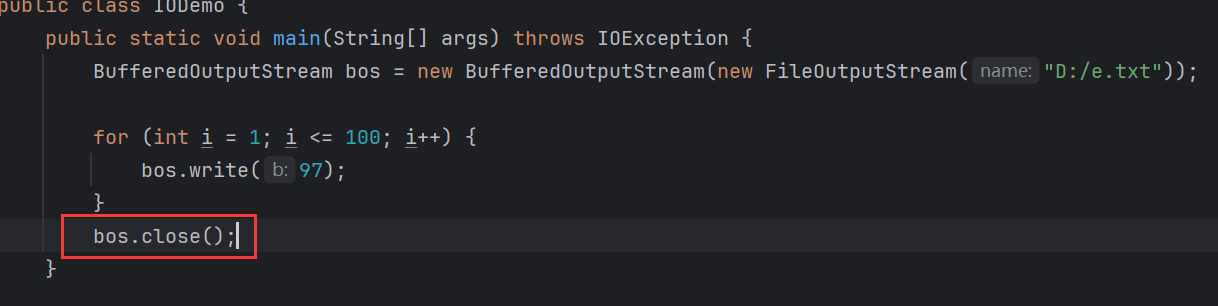 public class IODemo {
public static void main(String[] args) throws IOException {
BufferedOutputStream bos = new BufferedOutputStream(new FileOutputStream( name: "D:/e.txt"));
for (int i = 1; i <= 100; i++) {
bos.write( b: 97);
}
bos.close();
}